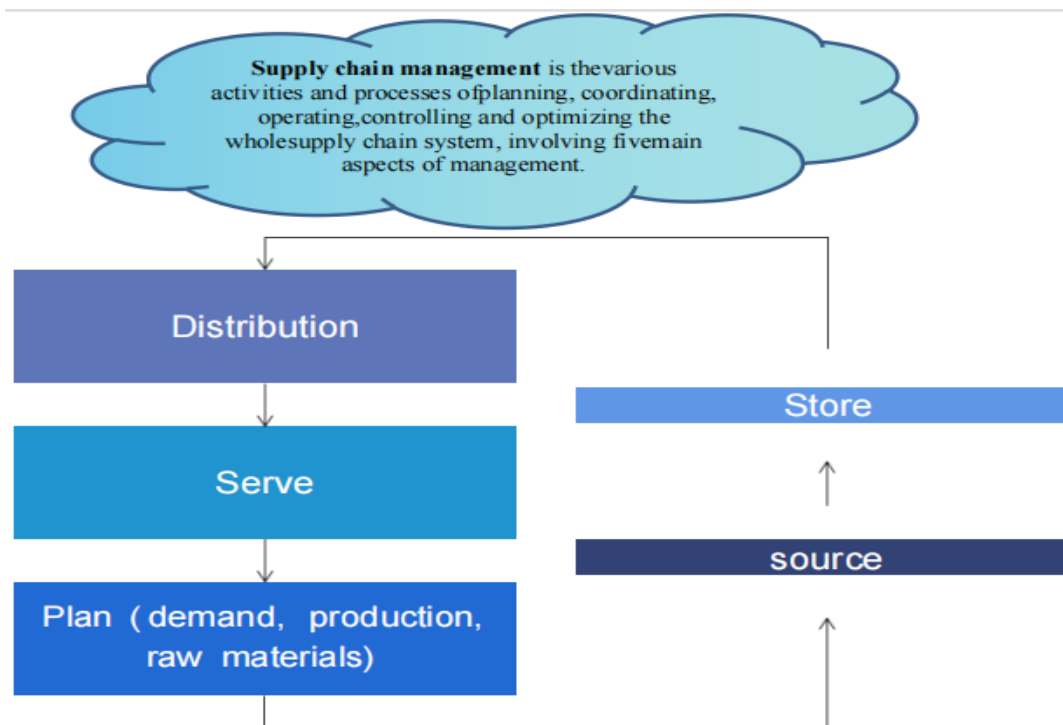 Supply chain management is thevarious
activities and processes ofplanning, coordinating,
operating,controlling and optimizing the
wholesupply chain system, involving fivemain
aspects of management.
Distribution
Serve
Plan (demand, production,
raw materials)
Store
source